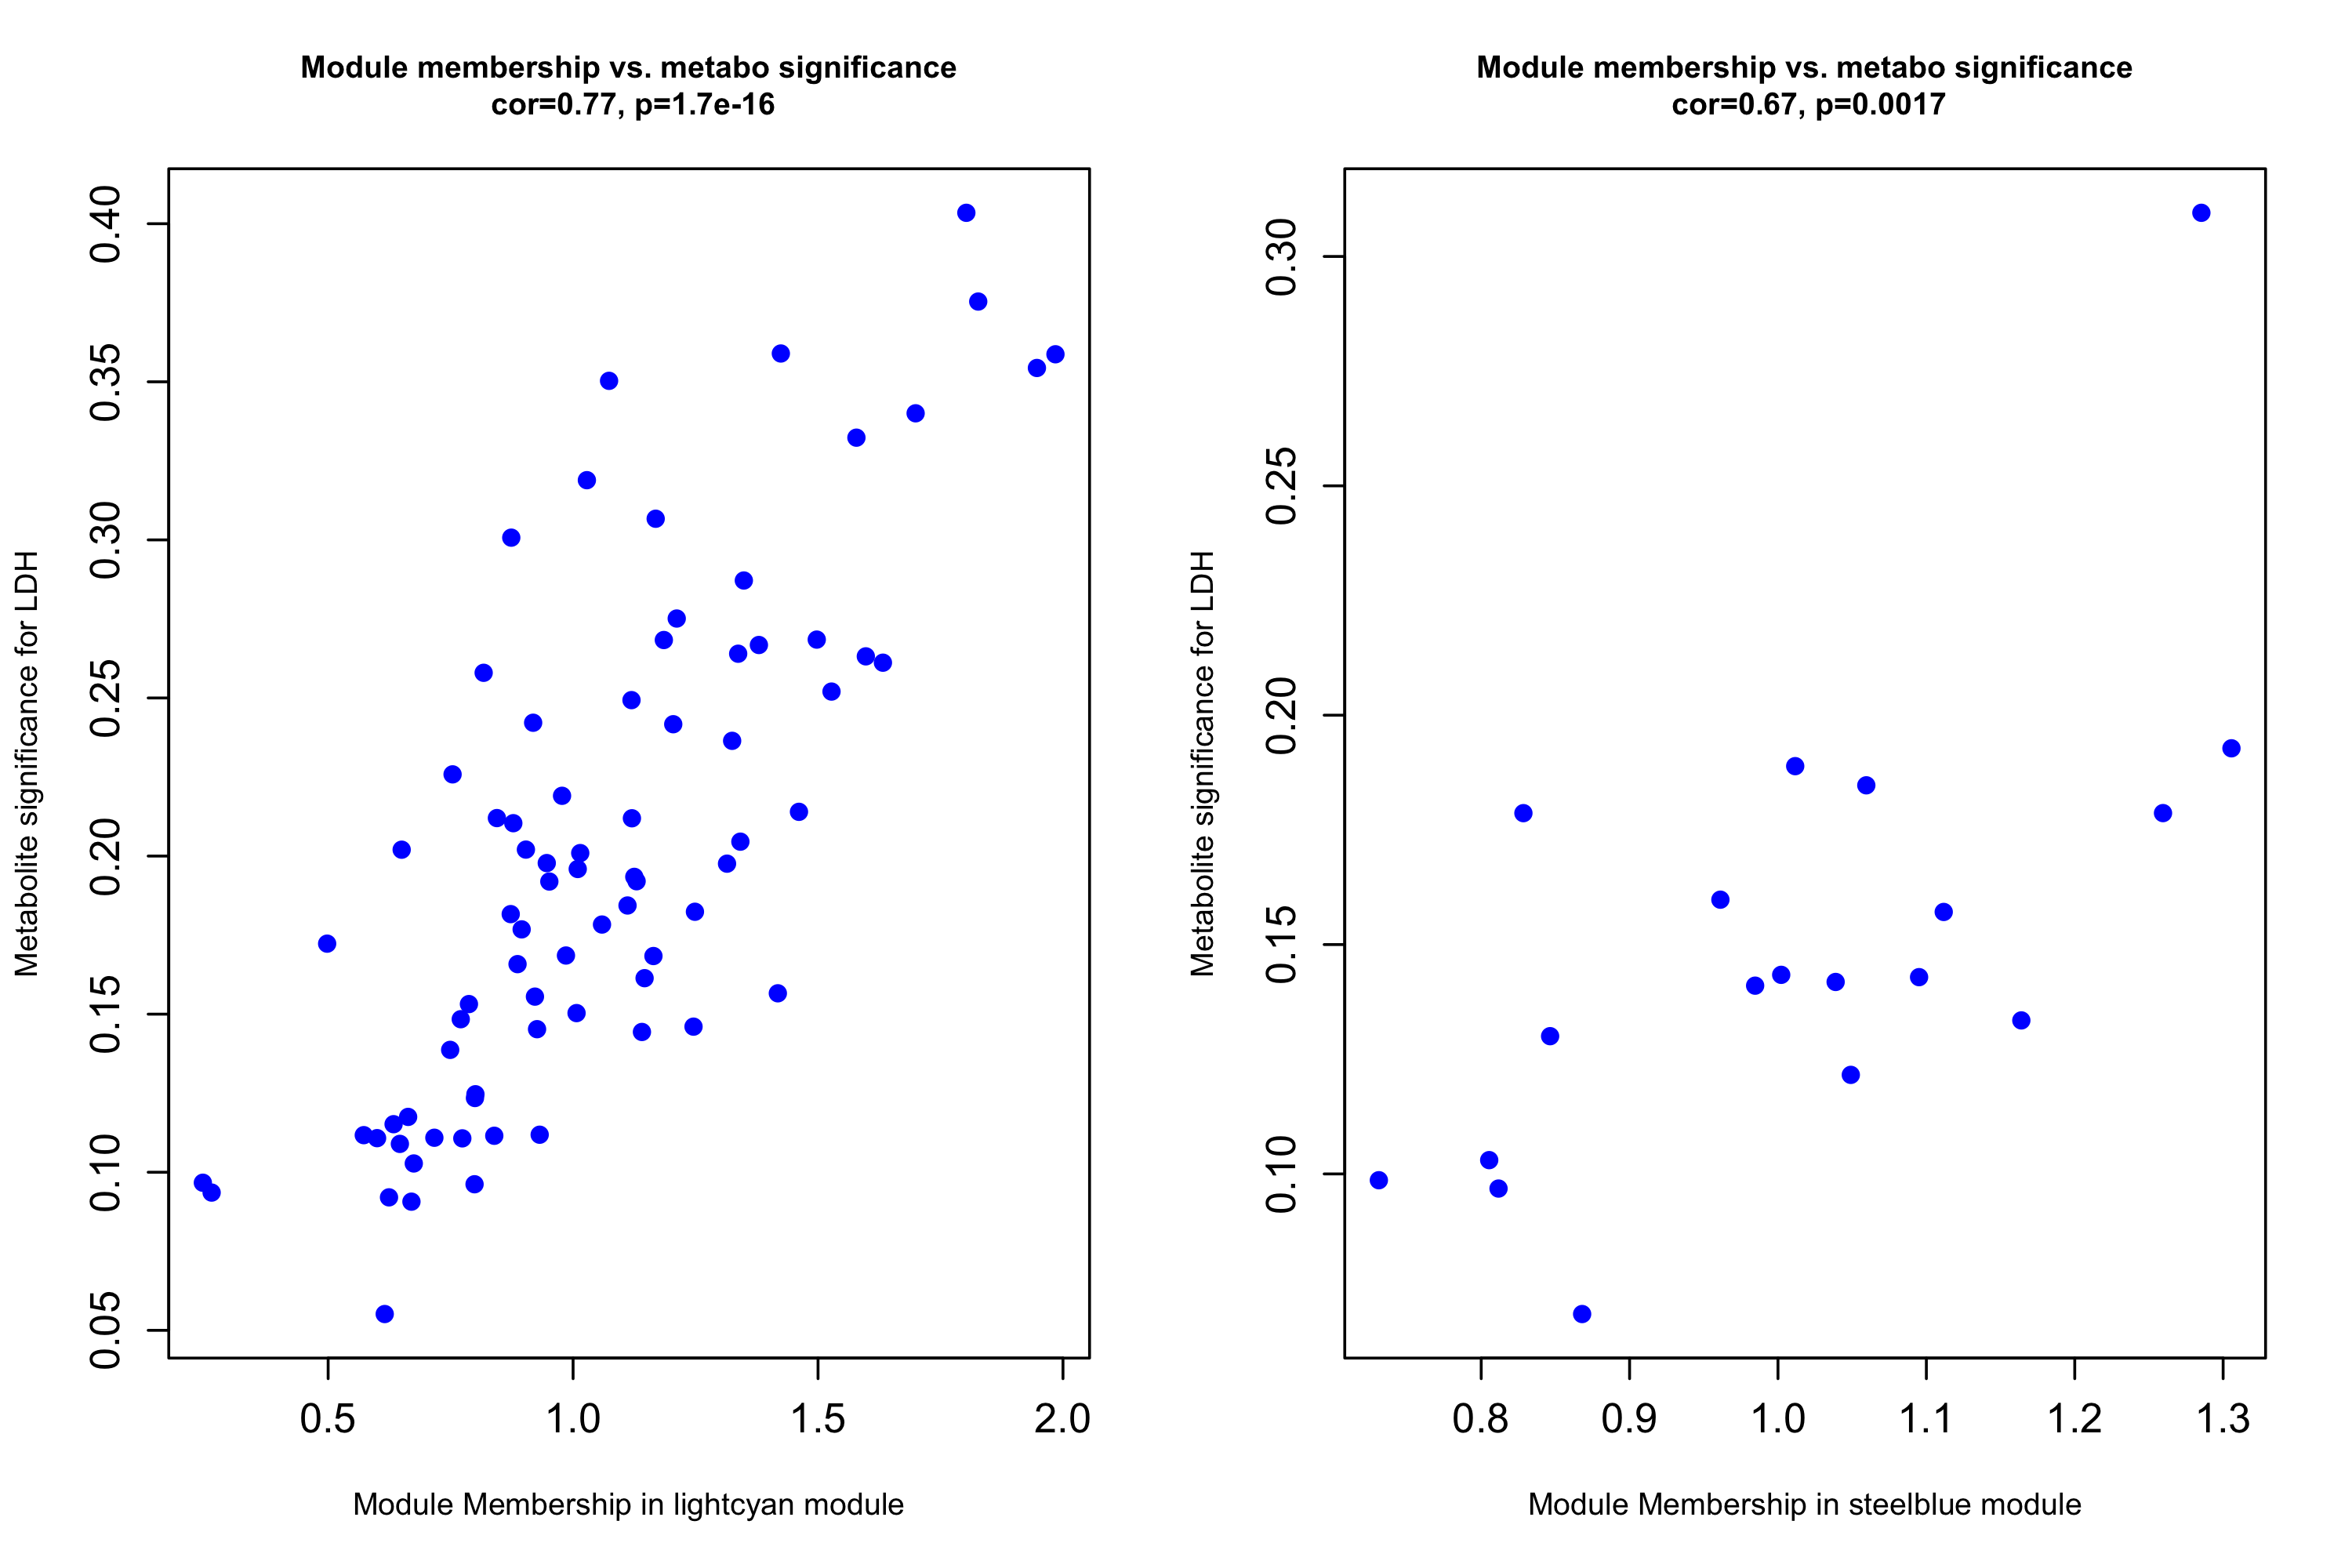 Module membership vs. metabo significance
cor=0.77, p=1.7e-16
Metabolite significance for LDH
0.40
0.35
0.30
0.25
0.20
0.15
0.10
0.05
0.5 1.0 1.5 2.0
Module Membership in lightcyan module
Module membership vs. metabo significance
cor=0.67, p=0.0017
Metabolite significance for LDH
0.30
0.25
0.20
0.15
0.10
0.8 0.9 1.0 1.1 1.2 1.3
Module Membership in steelblue module